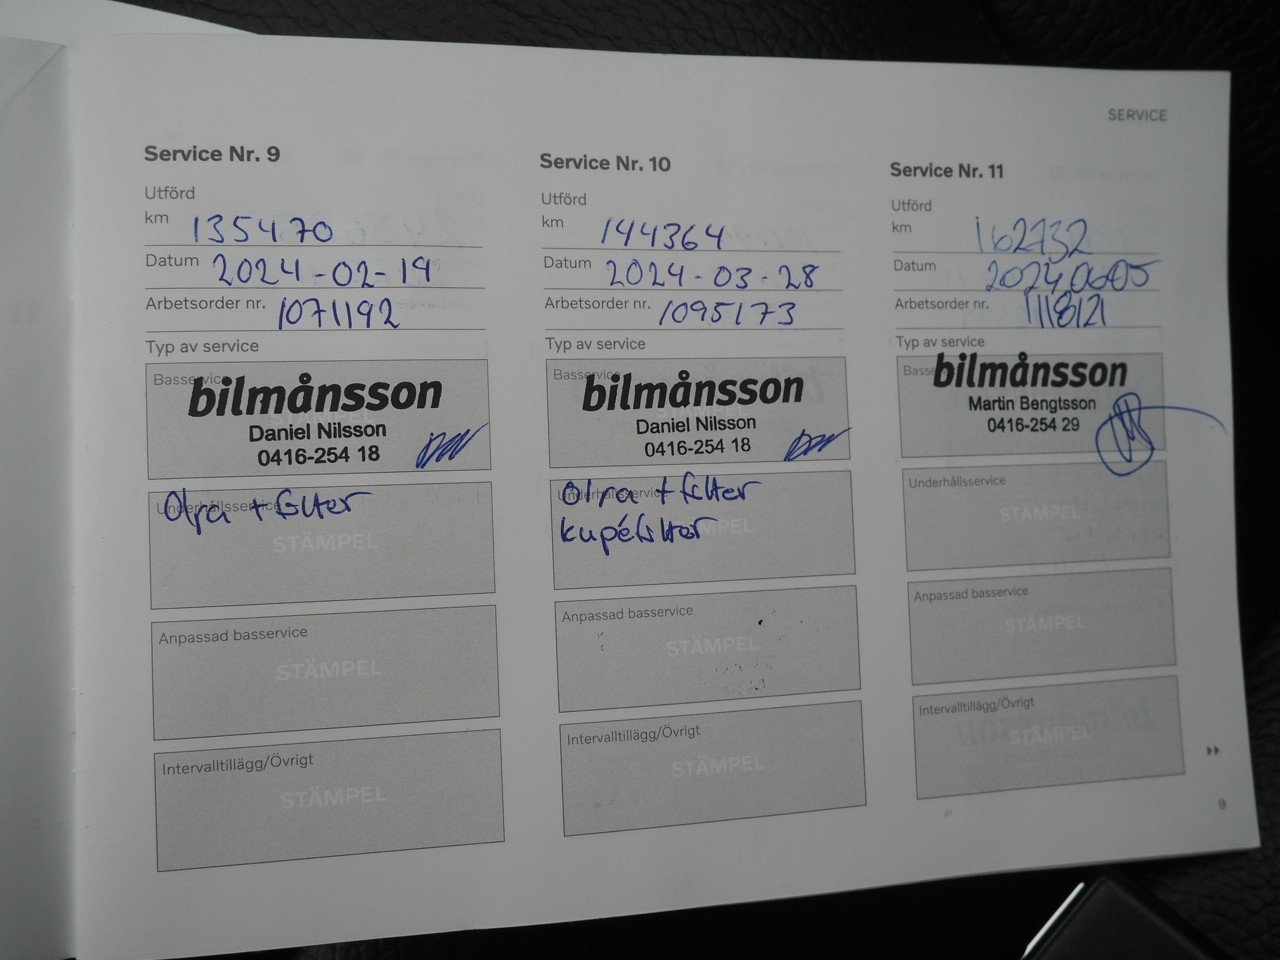 SERVICE
Service Nr. 9
Utförd
km 135470
Datum 2024-02-19
Arbetsorder nr. 1071192
Typ av service
Basservice
bilmånsson
Daniel Nilsson
0416-254 18
Underhållsservice
Olja + filter
STÄMPEL
Anpassad basservice
STÄMPEL
Intervalltillägg/Övrigt
STÄMPEL
Service Nr. 10
Utförd
km 144364
Datum 2024-03-28
Arbetsorder nr. 1095173
Typ av service
Basservice
bilmånsson
Daniel Nilsson
0416-254 18
Underhållsservice
Olja + filter
kupéfilter
STÄMPEL
Anpassad basservice
STÄMPEL
Intervalltillägg/Övrigt
STÄMPEL
Service Nr. 11
Utförd
km 162732
Datum 20240605
Arbetsorder nr. 1118121
Typ av service
Basservice
bilmånsson
Martin Bengtsson
0416-254 29
Underhållsservice
STÄMPEL
Anpassad basservice
STÄMPEL
Intervalltillägg/Övrigt
STÄMPEL
9